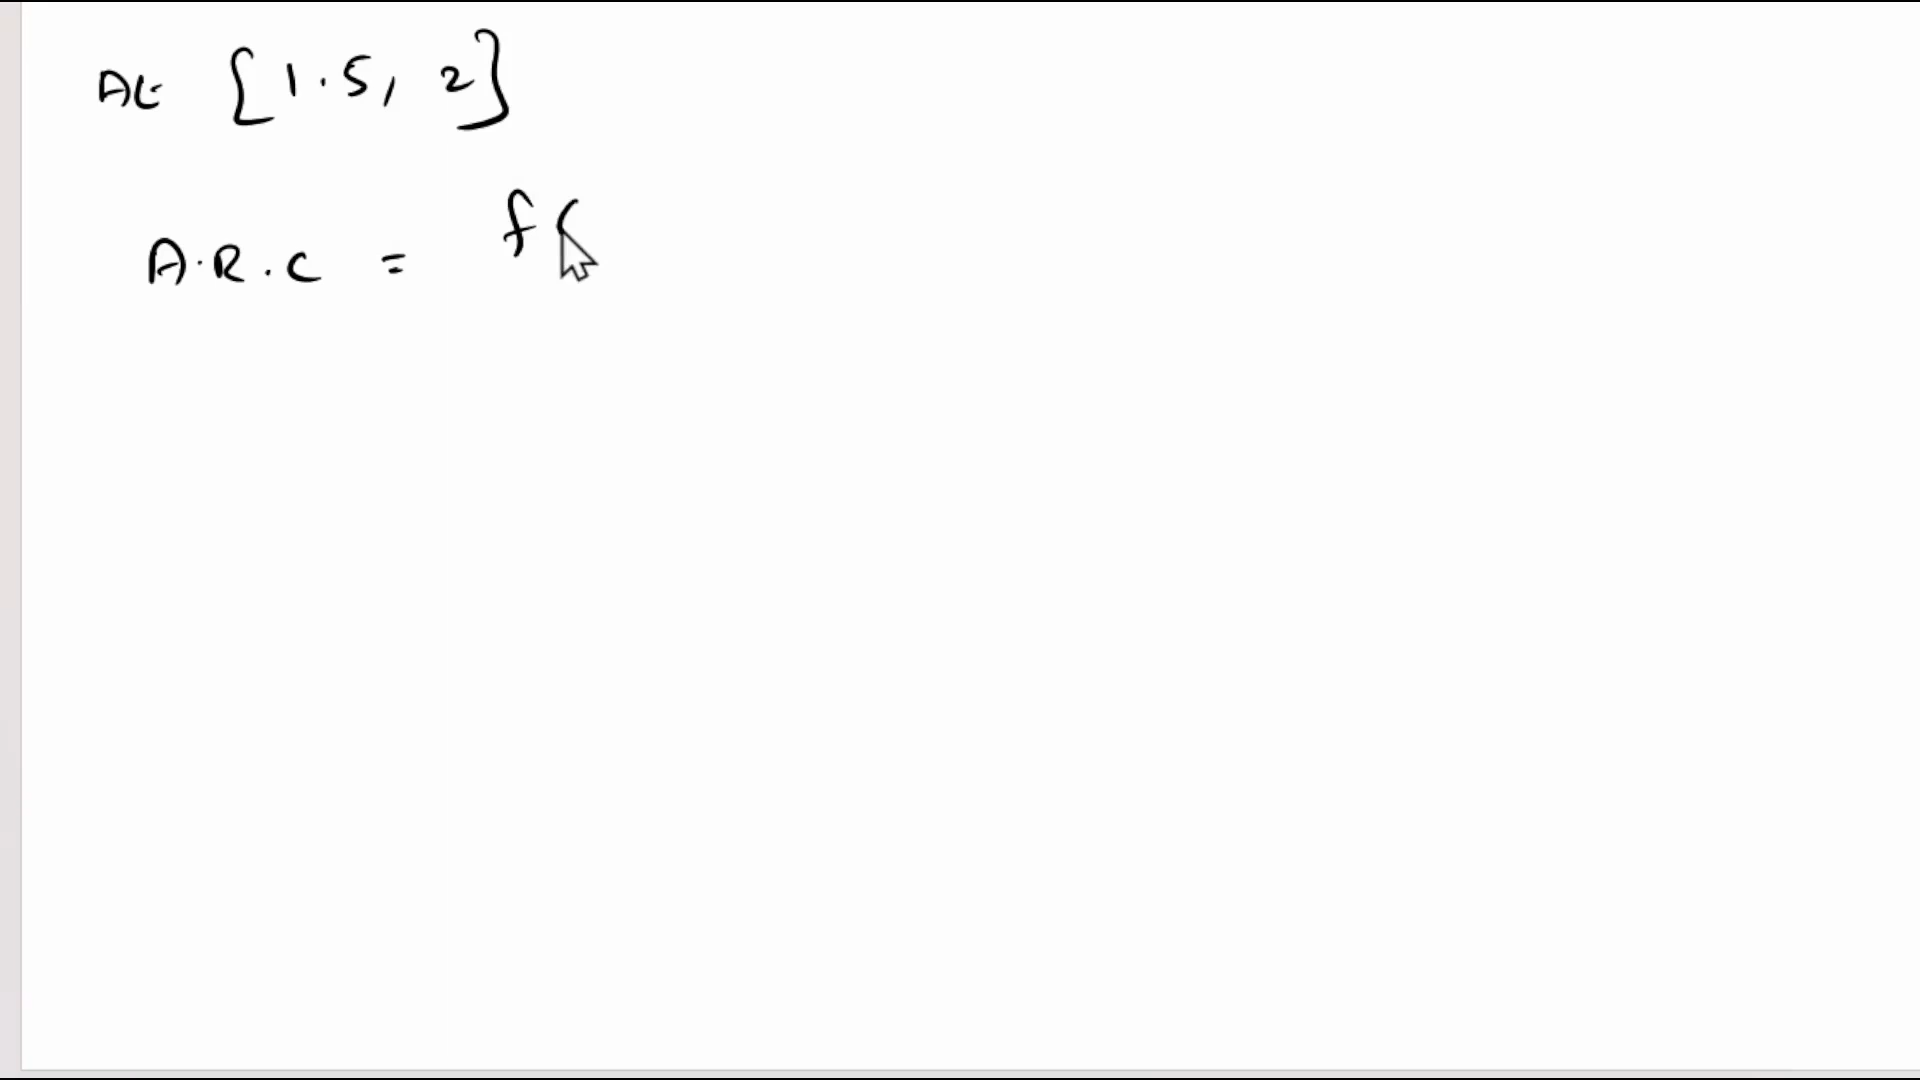 At [1.5, 2]
A.R.C = f(